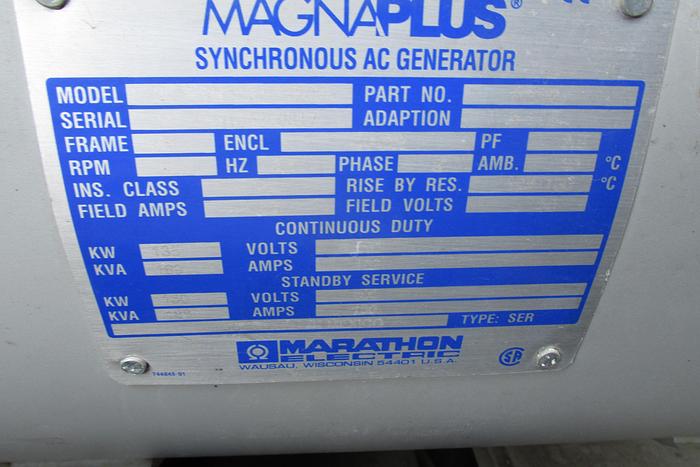 MAGNAPLUS®
SYNCHRONOUS AC GENERATOR
MODEL PART NO.
SERIAL ADAPTION
FRAME ENCL PF
RPM HZ PHASE AMB. °C
INS. CLASS RISE BY RES. °C
FIELD AMPS FIELD VOLTS
CONTINUOUS DUTY
KW VOLTS
KVA AMPS
STANDBY SERVICE
KW VOLTS
KVA AMPS
TYPE: SER
MARATHON
ELECTRIC
WAUSAU, WISCONSIN 54401 U.S.A.